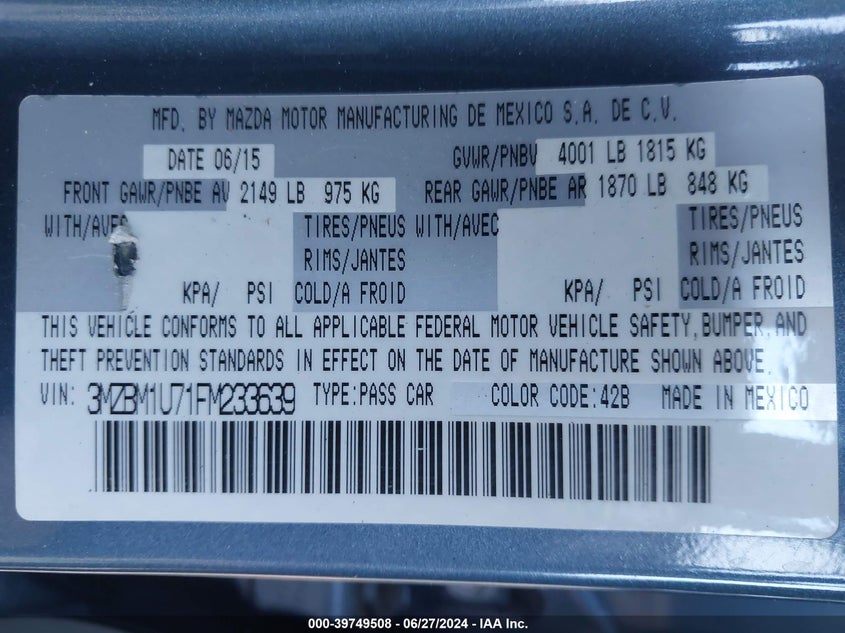 MFD. BY MAZDA MOTOR MANUFACTURING DE MEXICO S.A. DE C.V.
DATE 06/15 GVWR/PNBV 4001 LB 1815 KG
FRONT GAWR/PNBE AV 2149 LB 975 KG REAR GAWR/PNBE AR 1870 LB 848 KG
WITH/AVEC TIRES/PNEUS WITH/AVEC TIRES/PNEUS
RIMS/JANTES RIMS/JANTES
KPA/ PSI COLD/A FROID KPA/ PSI COLD/A FROID
THIS VEHICLE CONFORMS TO ALL APPLICABLE FEDERAL MOTOR VEHICLE SAFETY, BUMPER, AND
THEFT PREVENTION STANDARDS IN EFFECT ON THE DATE OF MANUFACTURE SHOWN ABOVE.
VIN: 3MZBM1U71FM233639 TYPE:PASS CAR COLOR CODE:42B MADE IN MEXICO
000-39749508 - 06/27/2024 - IAA Inc.